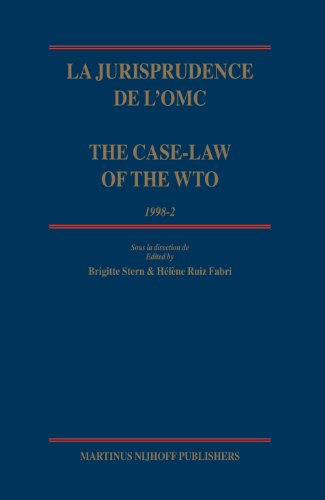 LA JURISPRUDENCE
DE L'OMC
THE CASE-LAW
OF THE WTO
1998-2
Sous la direction de
Edited by
Brigitte Stern & Hélène Ruiz Fabri
MARTINUS NIJHOFF PUBLISHERS